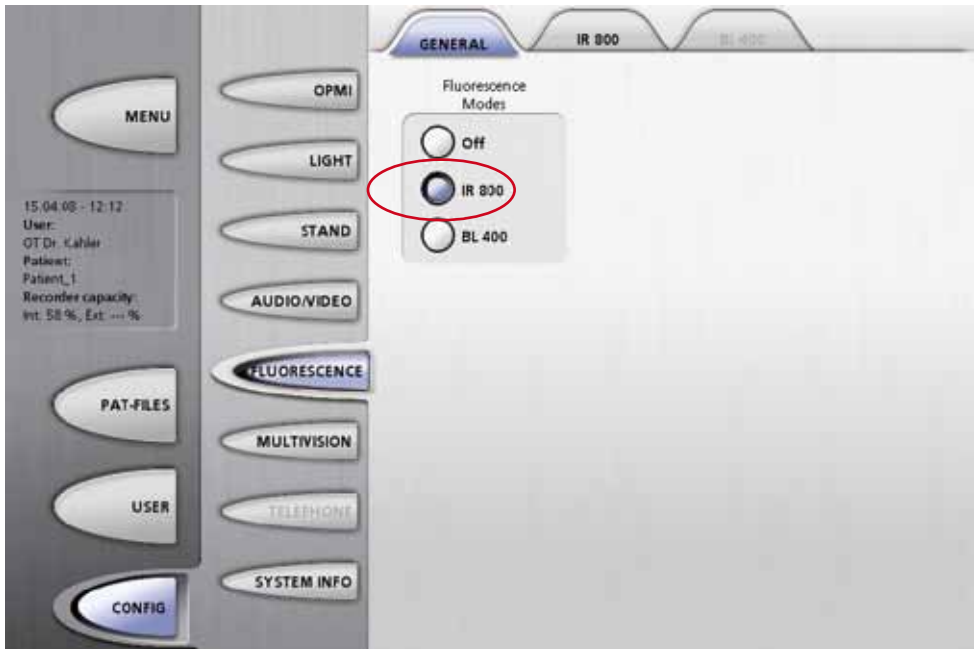 GENERAL
IR 800
BL 400
MENU
15.04.08 - 12:12
User:
OT Dr. Kahler
Patient:
Patient_1
Recorder capacity:
Int: 58 %, Ext: --- %
PAT-FILES
USER
CONFIG
OPMI
LIGHT
STAND
AUDIO/VIDEO
FLUORESCENCE
MULTIVISION
TELEPHONE
SYSTEM INFO
Fluorescence
Modes
Off
IR 800
BL 400